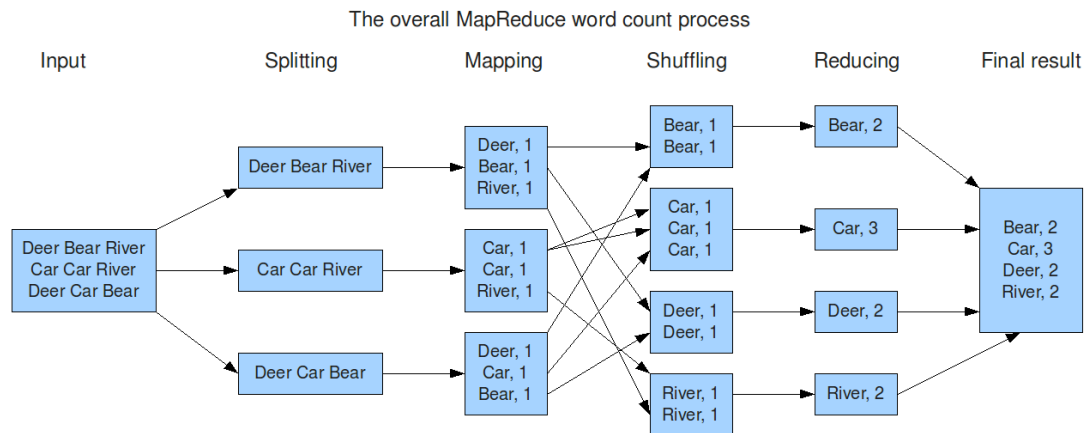 The overall MapReduce word count process
Input
Splitting
Mapping
Shuffling
Reducing
Final result
Deer Bear River
Car Car River
Deer Car Bear
Deer Bear River
Car Car River
Deer Car Bear
Deer, 1
Bear, 1
River, 1
Car, 1
Car, 1
River, 1
Deer, 1
Car, 1
Bear, 1
Bear, 1
Bear, 1
Car, 1
Car, 1
Car, 1
Deer, 1
Deer, 1
River, 1
River, 1
Bear, 2
Car, 3
Deer, 2
River, 2
Bear, 2
Car, 3
Deer, 2
River, 2